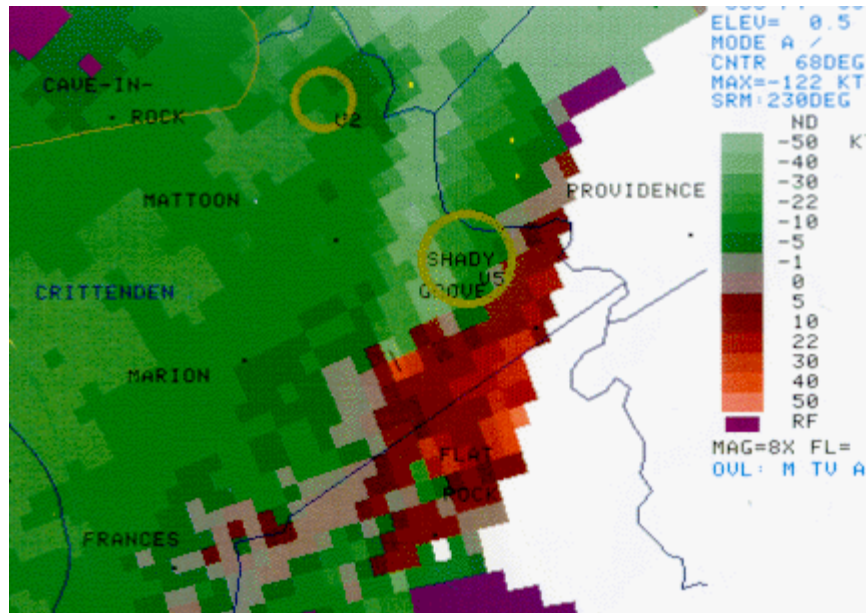 ELEV= 0.5
MODE A /
CNTR 68DEG
MAX=-122 KT
SRM:230DEG
ND
-50 K
-40
-30
-22
-10
-5
-1
0
5
10
22
30
40
50
RF
MAG=8X FL=
OVL: M TV A
CAVE-IN-
ROCK
U2
MATTOON
PROVIDENCE
SHADY
U5
GROVE
CRITTENDEN
MARION
FLAT
ROCK
FRANCES